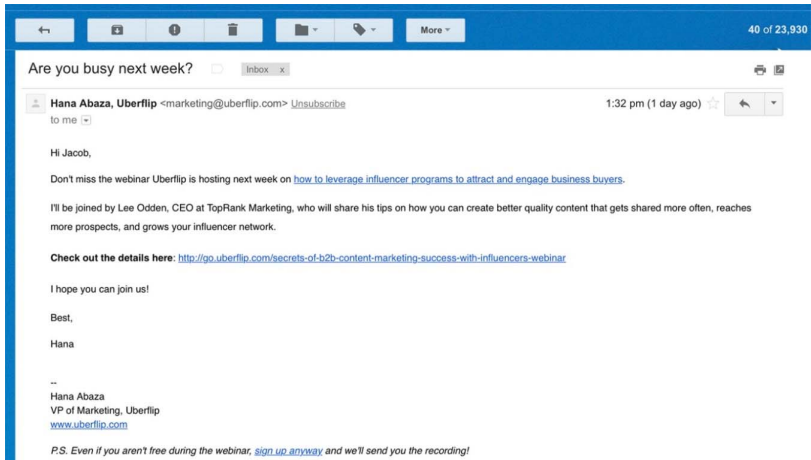 More
40 of 23,930
Are you busy next week?
Inbox x
Hana Abaza, Uberflip <marketing@uberflip.com> Unsubscribe
1:32 pm (1 day ago)
to me
Hi Jacob,
Don't miss the webinar Uberflip is hosting next week on how to leverage influencer programs to attract and engage business buyers.
I'll be joined by Lee Odden, CEO at TopRank Marketing, who will share his tips on how you can create better quality content that gets shared more often, reaches
more prospects, and grows your influencer network.
Check out the details here: http://go.uberflip.com/secrets-of-b2b-content-marketing-success-with-influencers-webinar
I hope you can join us!
Best,
Hana
--
Hana Abaza
VP of Marketing, Uberflip
www.uberflip.com
P.S. Even if you aren't free during the webinar, sign up anyway and we'll send you the recording!